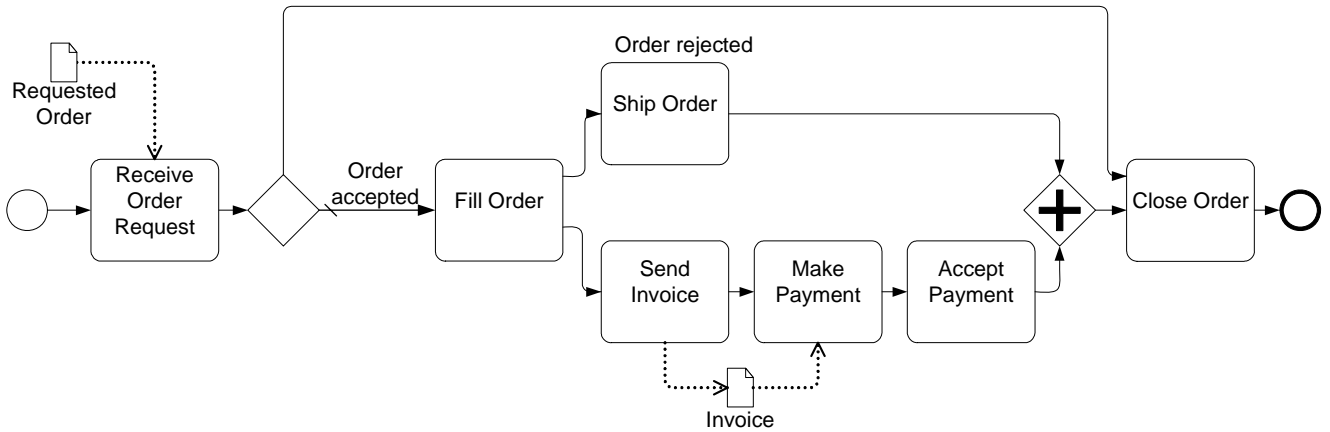 Order rejected
Requested
Order
Ship Order
Receive
Order
Request
Order
accepted
Fill Order
Close Order
Send
Invoice
Make
Payment
Accept
Payment
Invoice